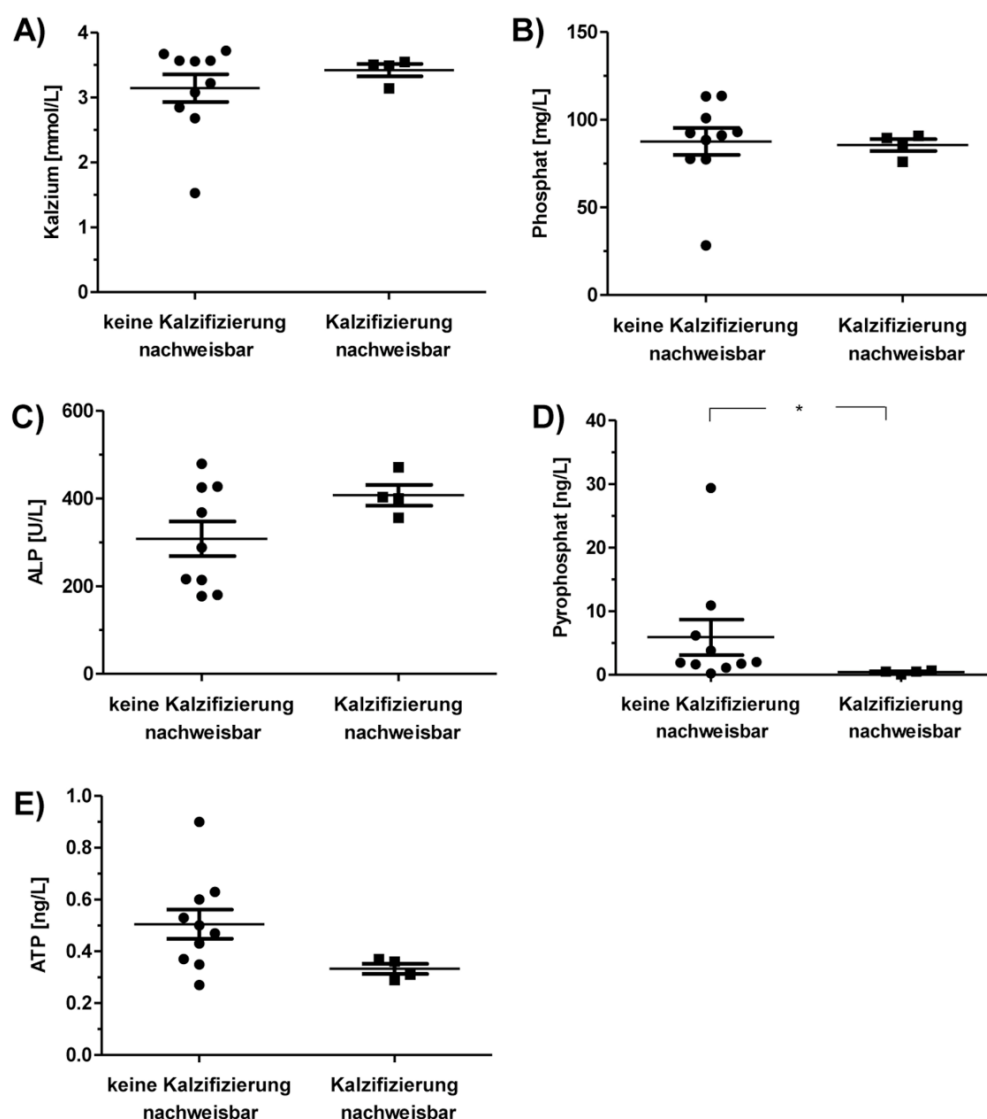 A)
Kalzium [mmol/L]
4
3
2
1
0
keine Kalzifizierung
nachweisbar
Kalzifizierung
nachweisbar
B)
Phosphat [mg/L]
150
100
50
0
keine Kalzifizierung
nachweisbar
Kalzifizierung
nachweisbar
C)
ALP [U/L]
600
400
200
0
keine Kalzifizierung
nachweisbar
Kalzifizierung
nachweisbar
D)
*
Pyrophosphat [ng/L]
40
30
20
10
0
keine Kalzifizierung
nachweisbar
Kalzifizierung
nachweisbar
E)
ATP [ng/L]
1.0
0.8
0.6
0.4
0.2
0.0
keine Kalzifizierung
nachweisbar
Kalzifizierung
nachweisbar